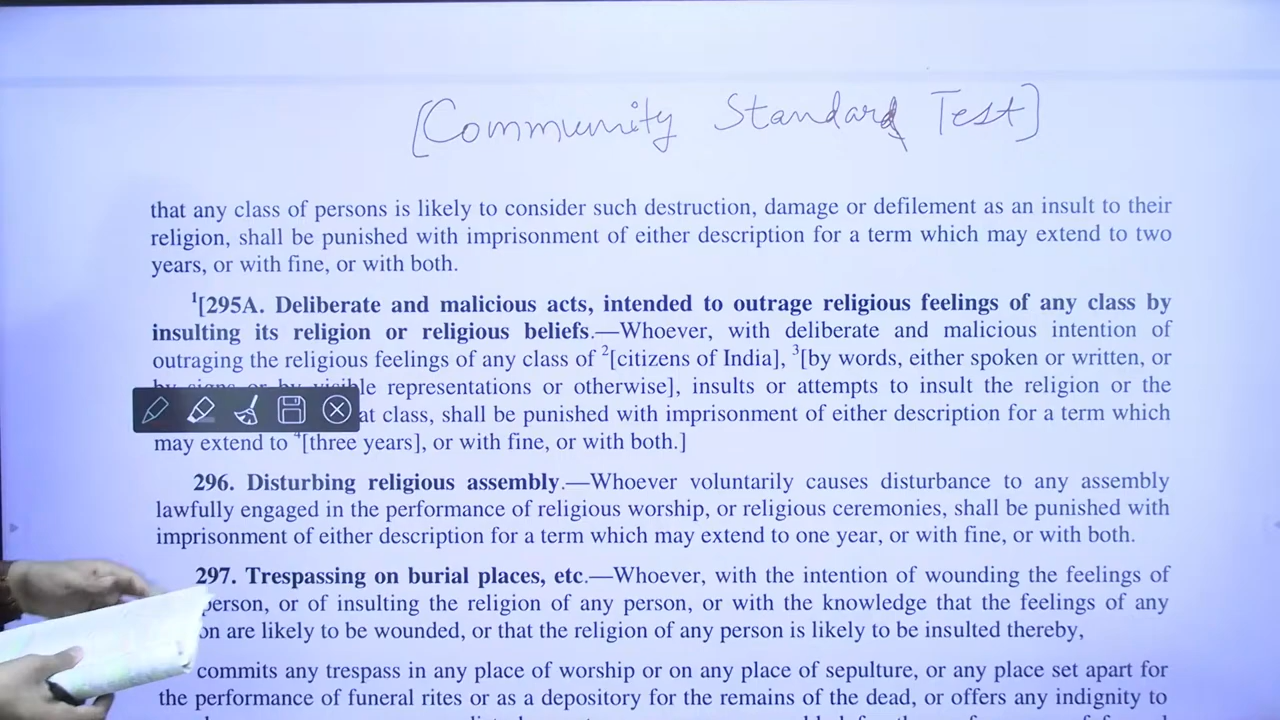 [Community Standard Test]
that any class of persons is likely to consider such destruction, damage or defilement as an insult to their
religion, shall be punished with imprisonment of either description for a term which may extend to two
years, or with fine, or with both.
¹[295A. Deliberate and malicious acts, intended to outrage religious feelings of any class by
insulting its religion or religious beliefs.—Whoever, with deliberate and malicious intention of
outraging the religious feelings of any class of ²[citizens of India], ³[by words, either spoken or written, or
by signs or by visible representations or otherwise], insults or attempts to insult the religion or the
at class, shall be punished with imprisonment of either description for a term which
may extend to ⁴[three years], or with fine, or with both.]
296. Disturbing religious assembly.—Whoever voluntarily causes disturbance to any assembly
lawfully engaged in the performance of religious worship, or religious ceremonies, shall be punished with
imprisonment of either description for a term which may extend to one year, or with fine, or with both.
297. Trespassing on burial places, etc.—Whoever, with the intention of wounding the feelings of
person, or of insulting the religion of any person, or with the knowledge that the feelings of any
on are likely to be wounded, or that the religion of any person is likely to be insulted thereby,
commits any trespass in any place of worship or on any place of sepulture, or any place set apart for
the performance of funeral rites or as a depository for the remains of the dead, or offers any indignity to